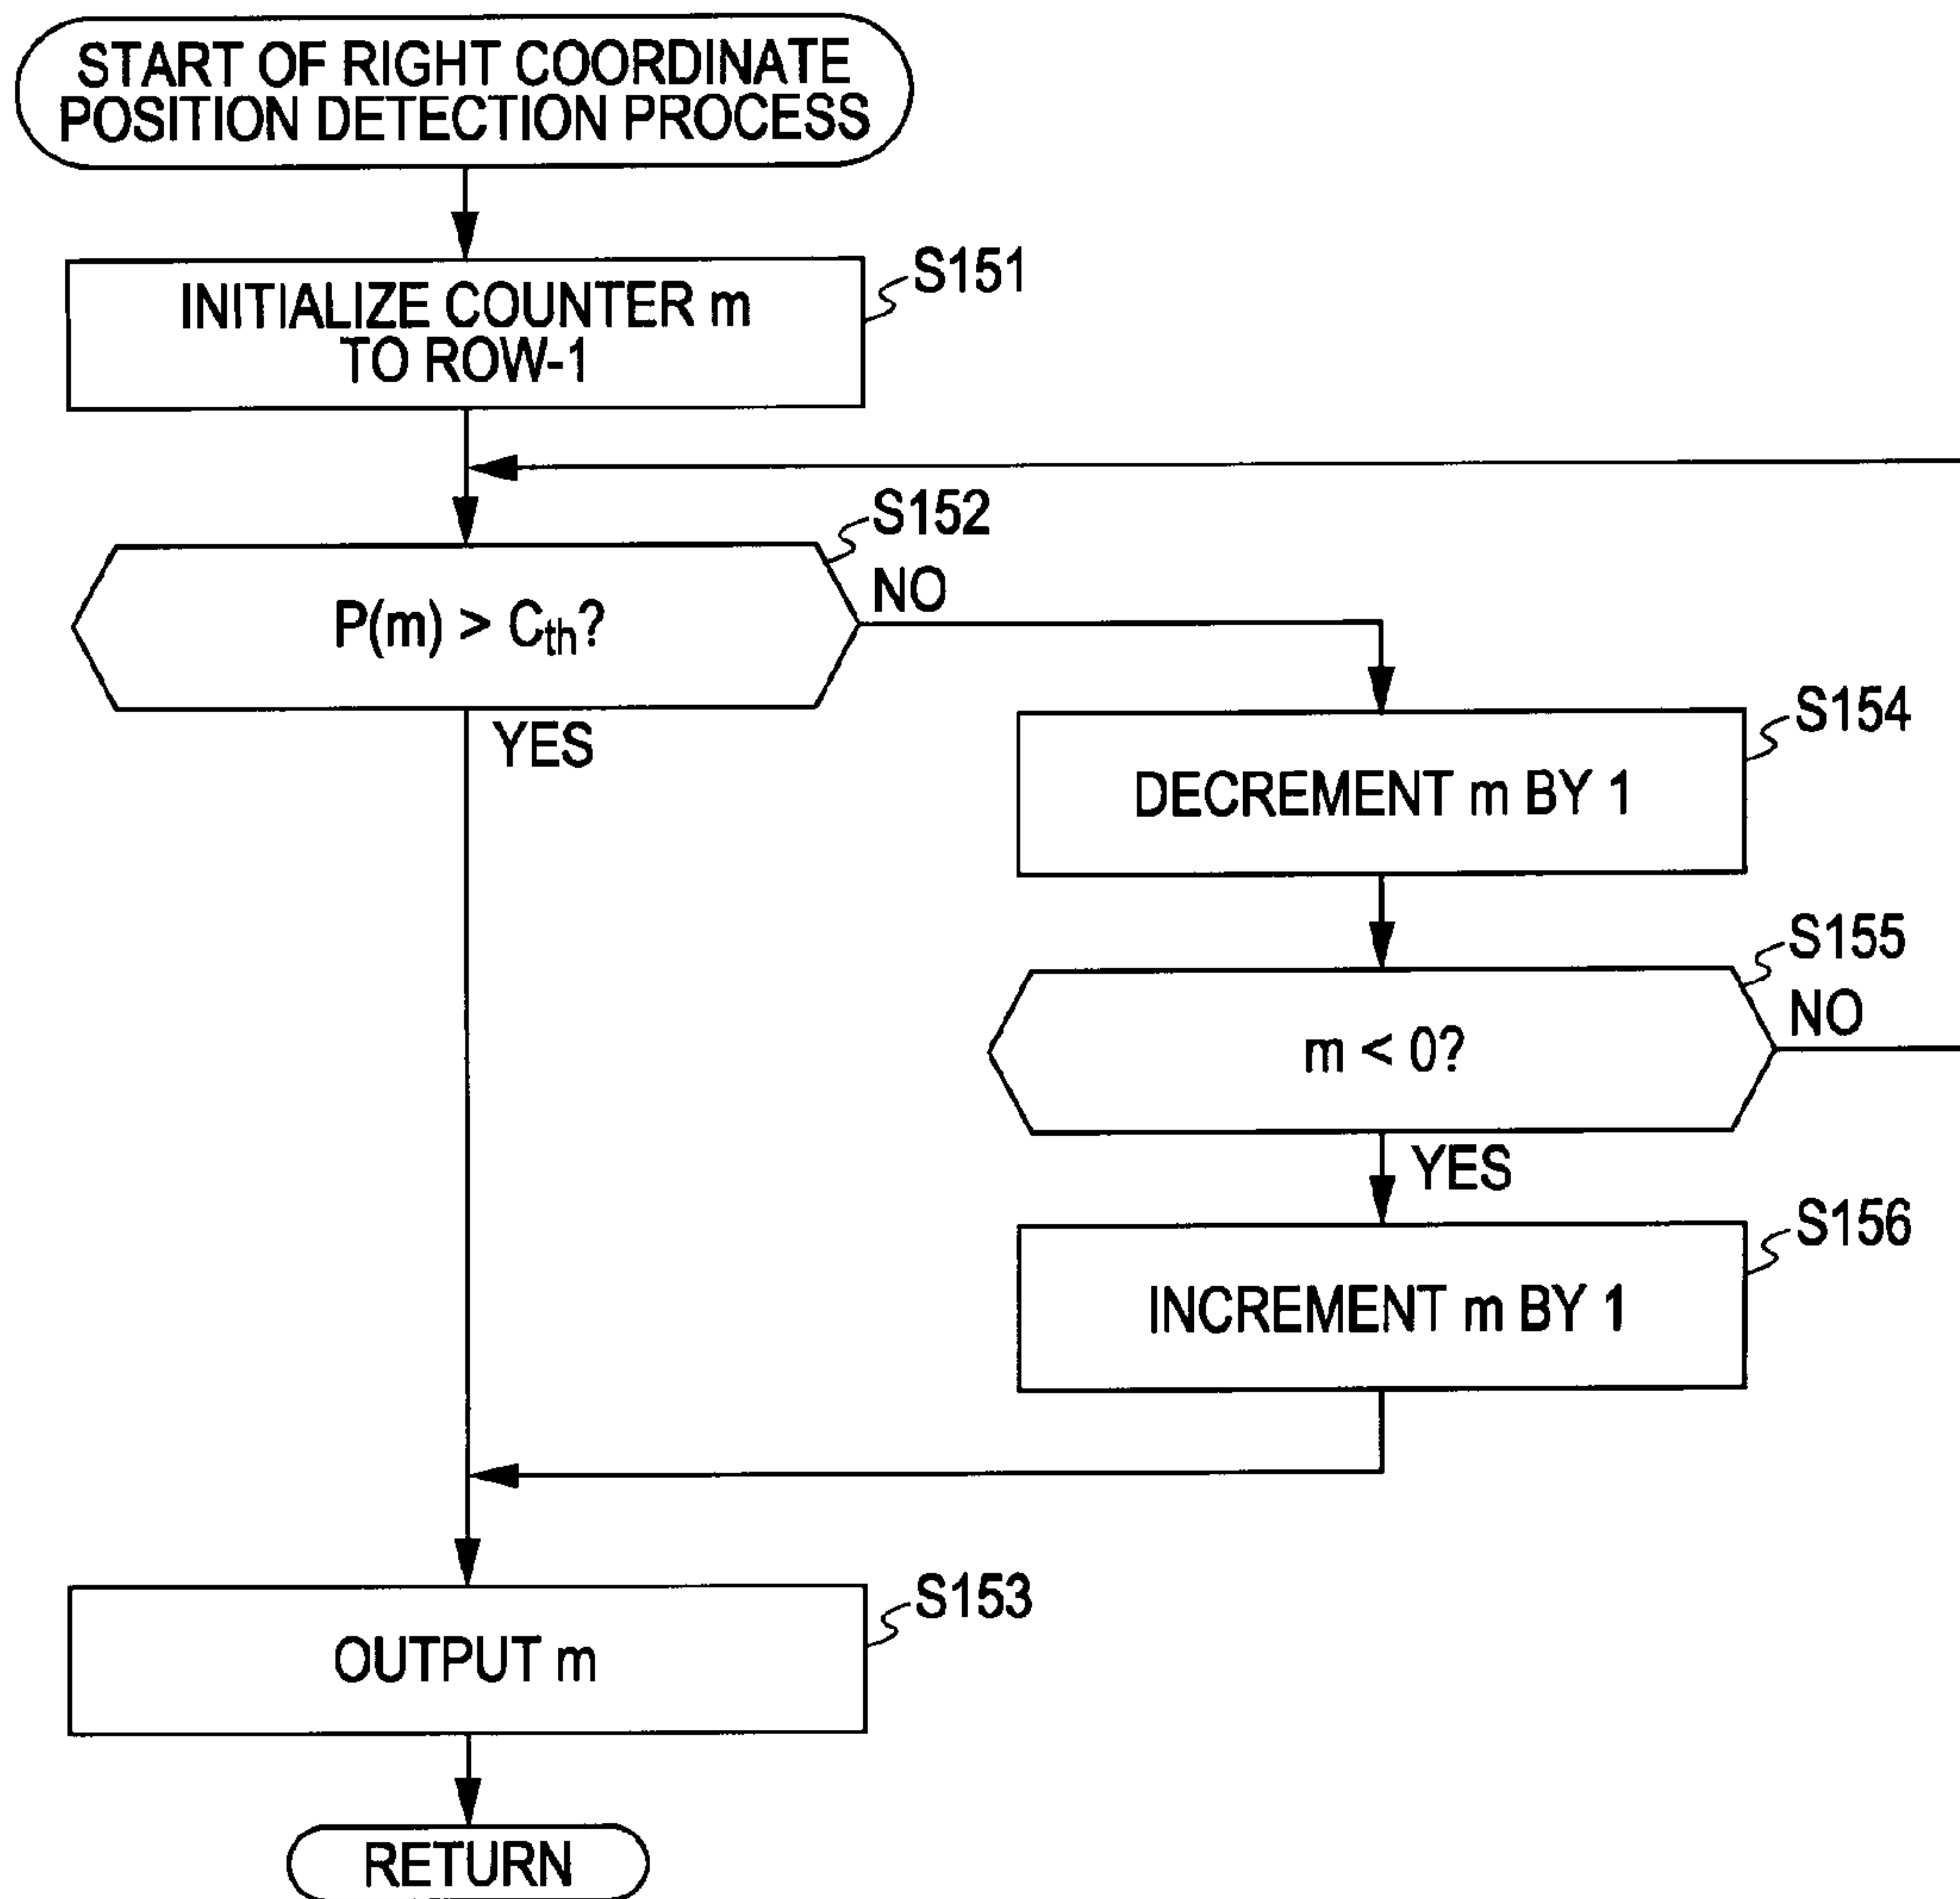 START OF RIGHT COORDINATE
POSITION DETECTION PROCESS
S151
INITIALIZE COUNTER m
TO ROW-1
S152
NO
P(m) > Cth?
YES
S154
DECREMENT m BY 1
S155
NO
m < 0?
YES
S156
INCREMENT m BY 1
S153
OUTPUT m
RETURN